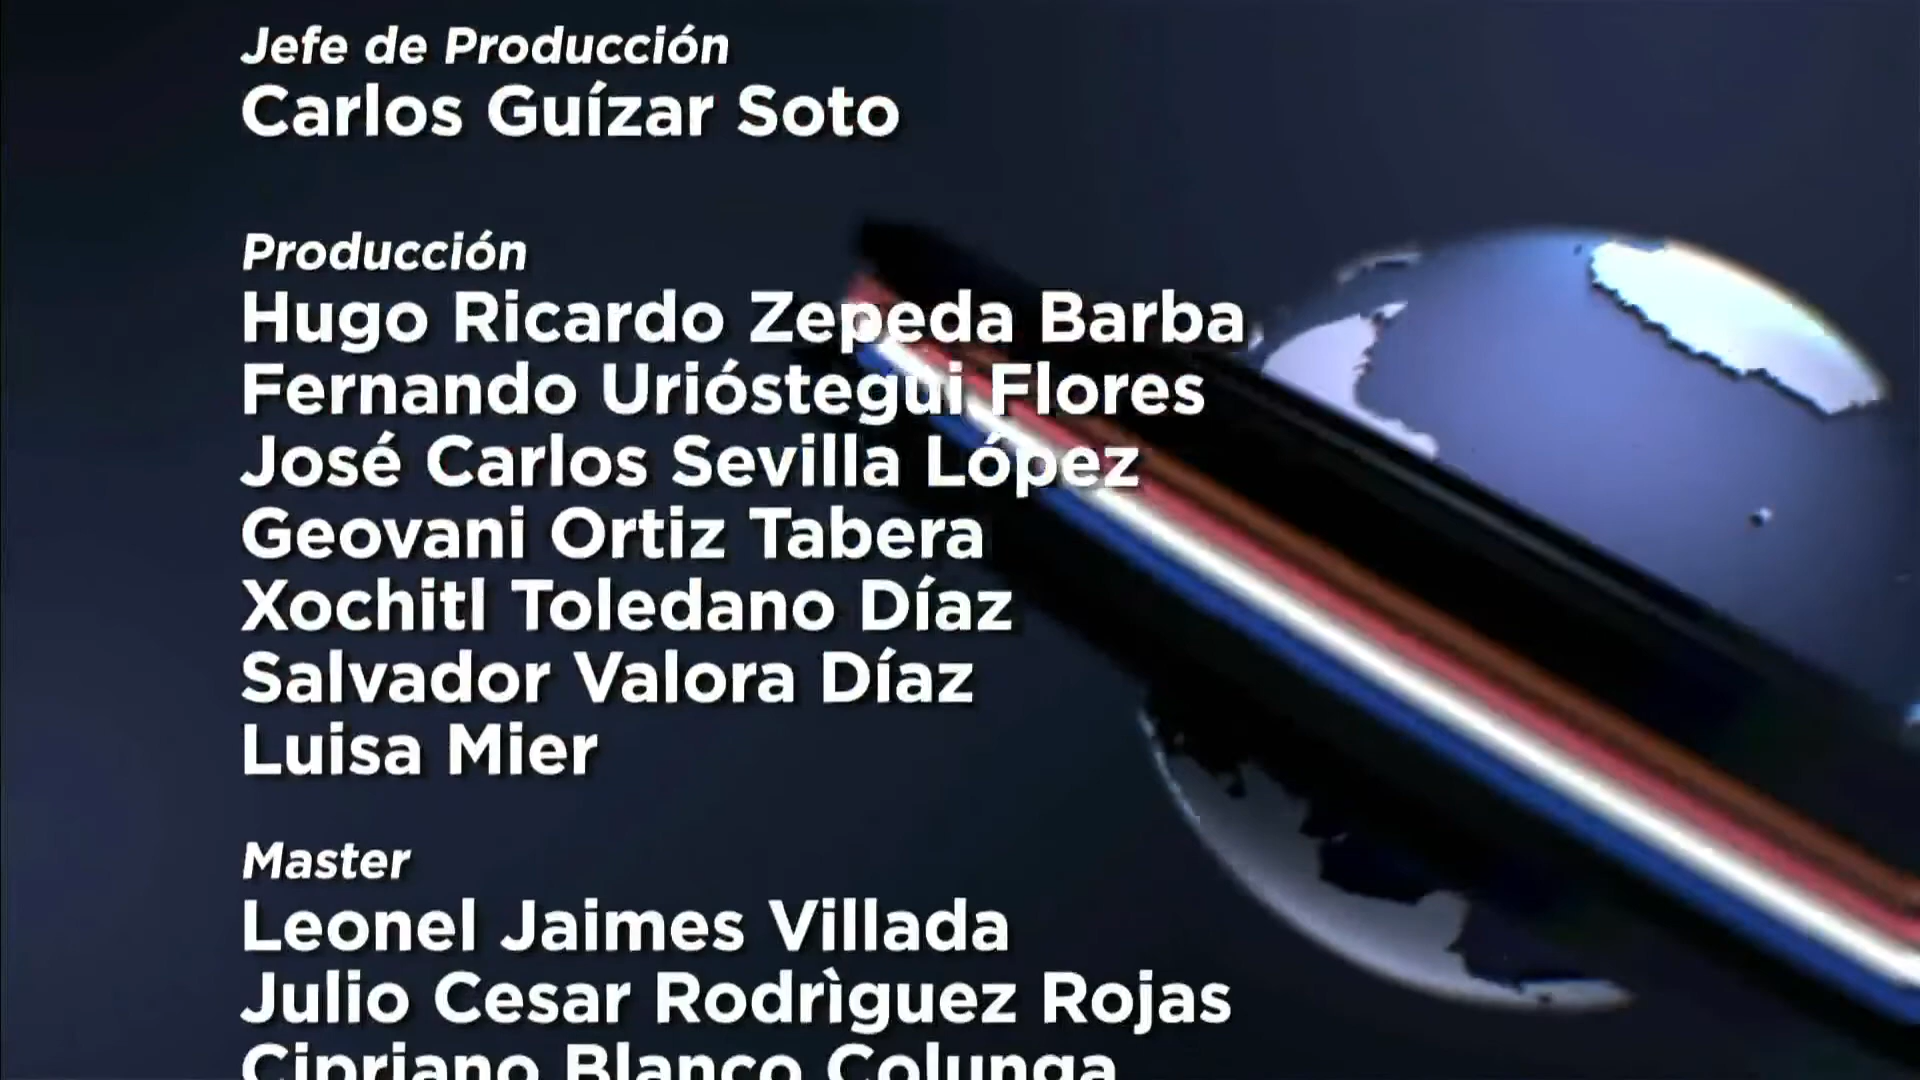 Jefe de Producción
Carlos Guízar Soto
Producción
Hugo Ricardo Zepeda Barba
Fernando Urióstegui Flores
José Carlos Sevilla López
Geovani Ortiz Tabera
Xochitl Toledano Díaz
Salvador Valora Díaz
Luisa Mier
Master
Leonel Jaimes Villada
Julio Cesar Rodrìguez Rojas
Cipriano Blanco Colunga